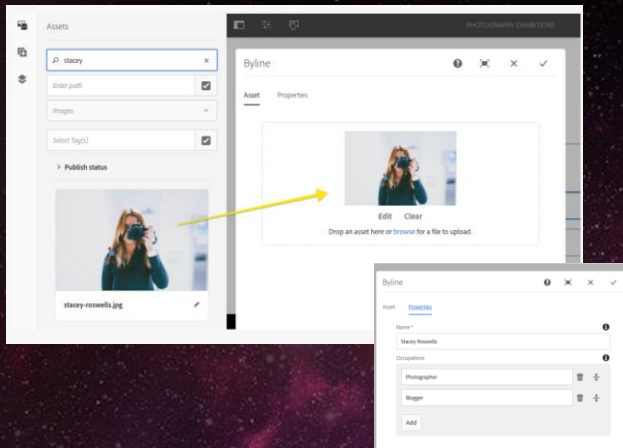 Assets
stacey
Enter path
Images
Select Tag(s)
Publish status
stacey-roswells.jpg
PHOTOGRAPHY EXHIBITIONS
Byline
Asset Properties
Edit Clear
Drop an asset here or browse for a file to upload.
Byline
Asset Properties
Name *
Stacey Roswells
Occupations
Photographer
Blogger
Add